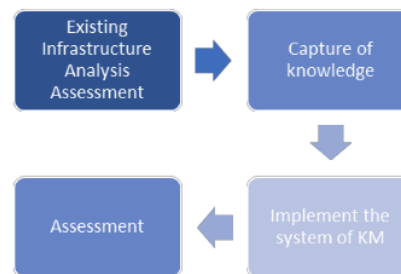 Existing
Infrastructure
Analysis
Assessment
Capture of
knowledge
Implement the
system of KM
Assessment